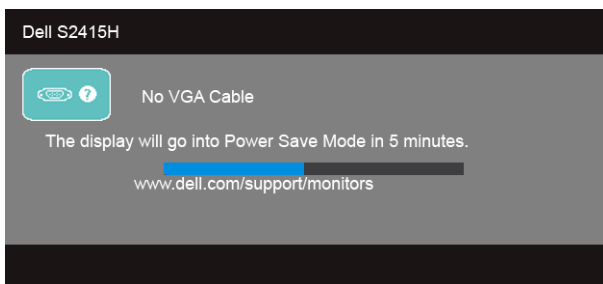 Dell S2415H
No VGA Cable
The display will go into Power Save Mode in 5 minutes.
www.dell.com/support/monitors